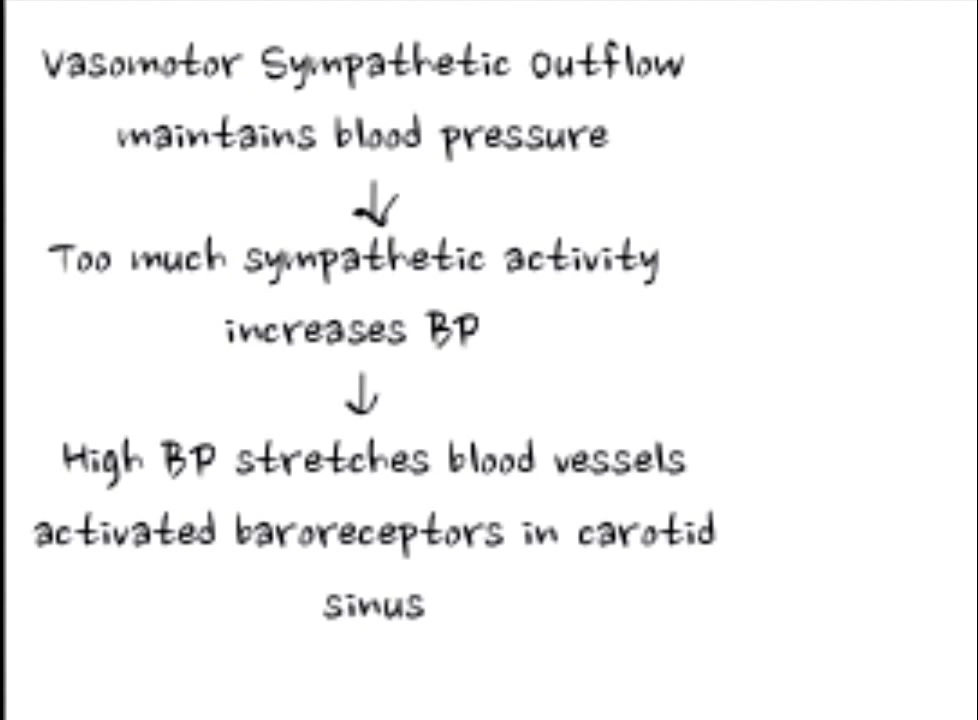 Vasomotor Sympathetic Outflow
maintains blood pressure
↓
Too much sympathetic activity
increases BP
↓
High BP stretches blood vessels
activated baroreceptors in carotid
sinus